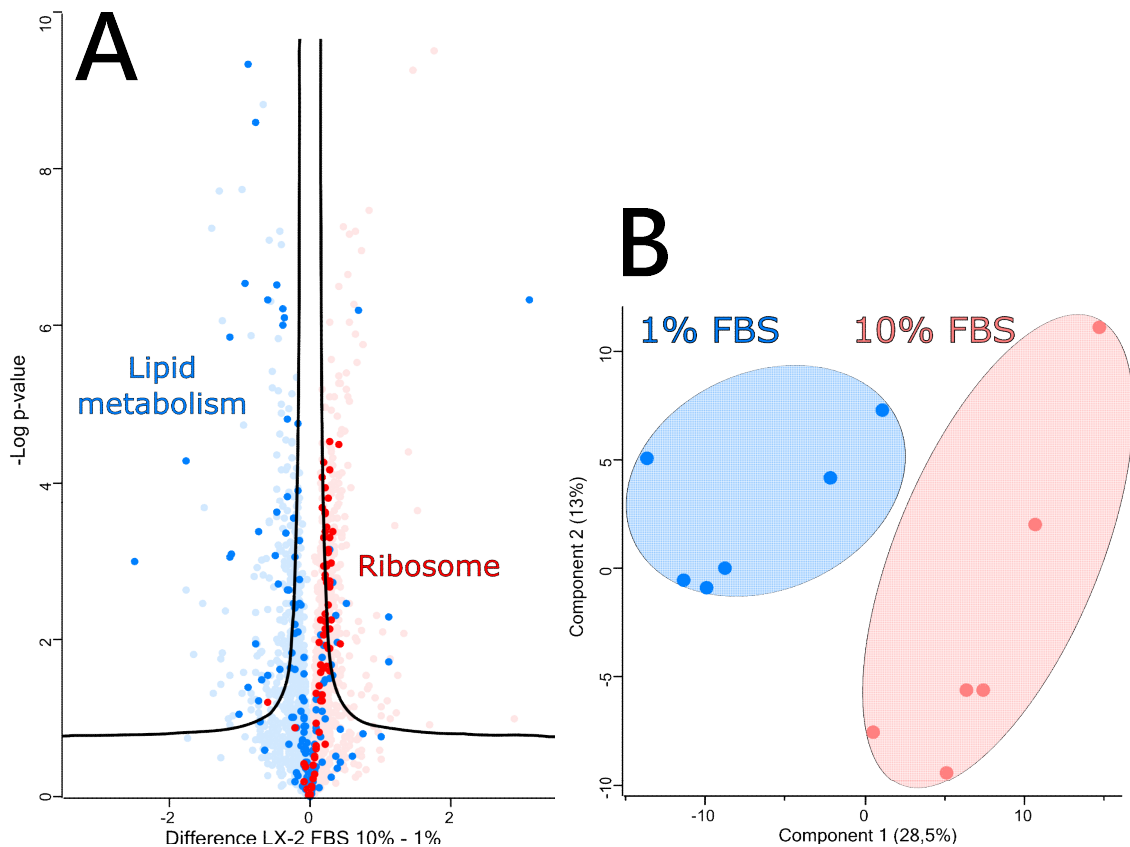 A
10
8
6
4
2
0
-Log p-value
Lipid
metabolism
Ribosome
-2
0
2
Difference LX-2 FBS 10% - 1%
B
1% FBS
10% FBS
10
5
0
-5
-10
Component 2 (13%)
-10
0
10
Component 1 (28,5%)